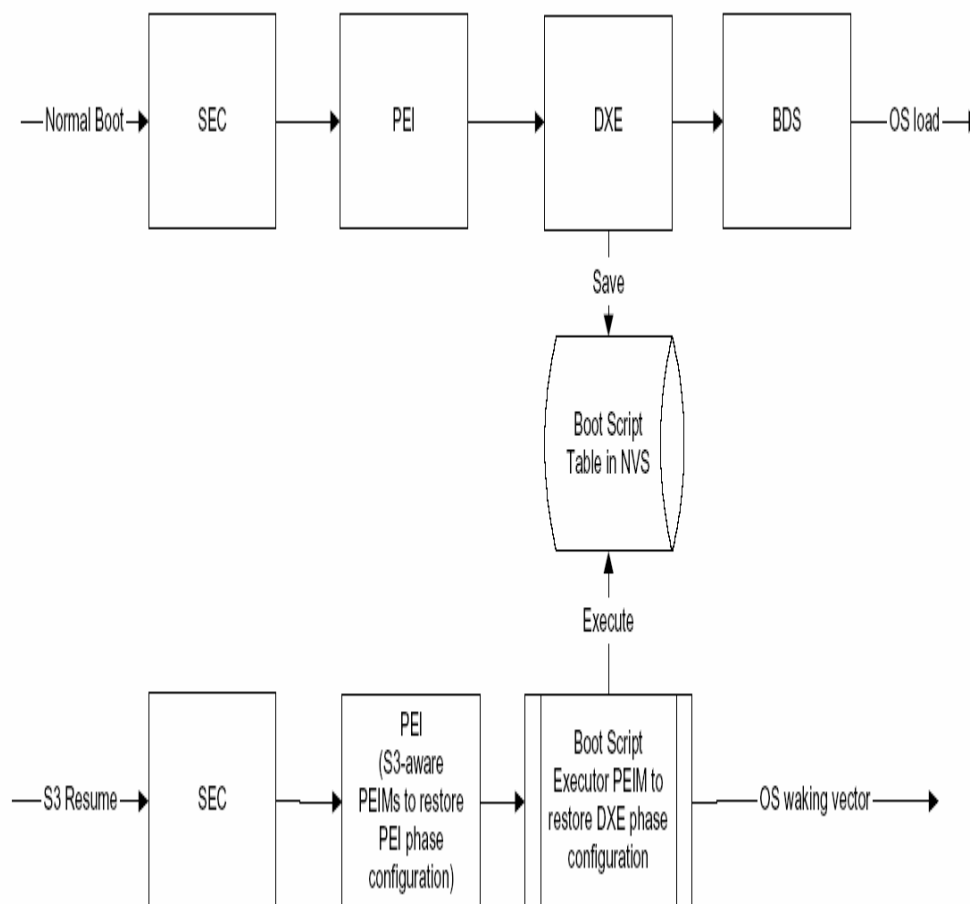 Normal Boot
SEC
PEI
DXE
BDS
OS load
Save
Boot Script
Table in NVS
Execute
S3 Resume
SEC
PEI
(S3-aware
PEIMs to restore
PEI phase
configuration)
Boot Script
Executor PEIM to
restore DXE phase
configuration
OS waking vector